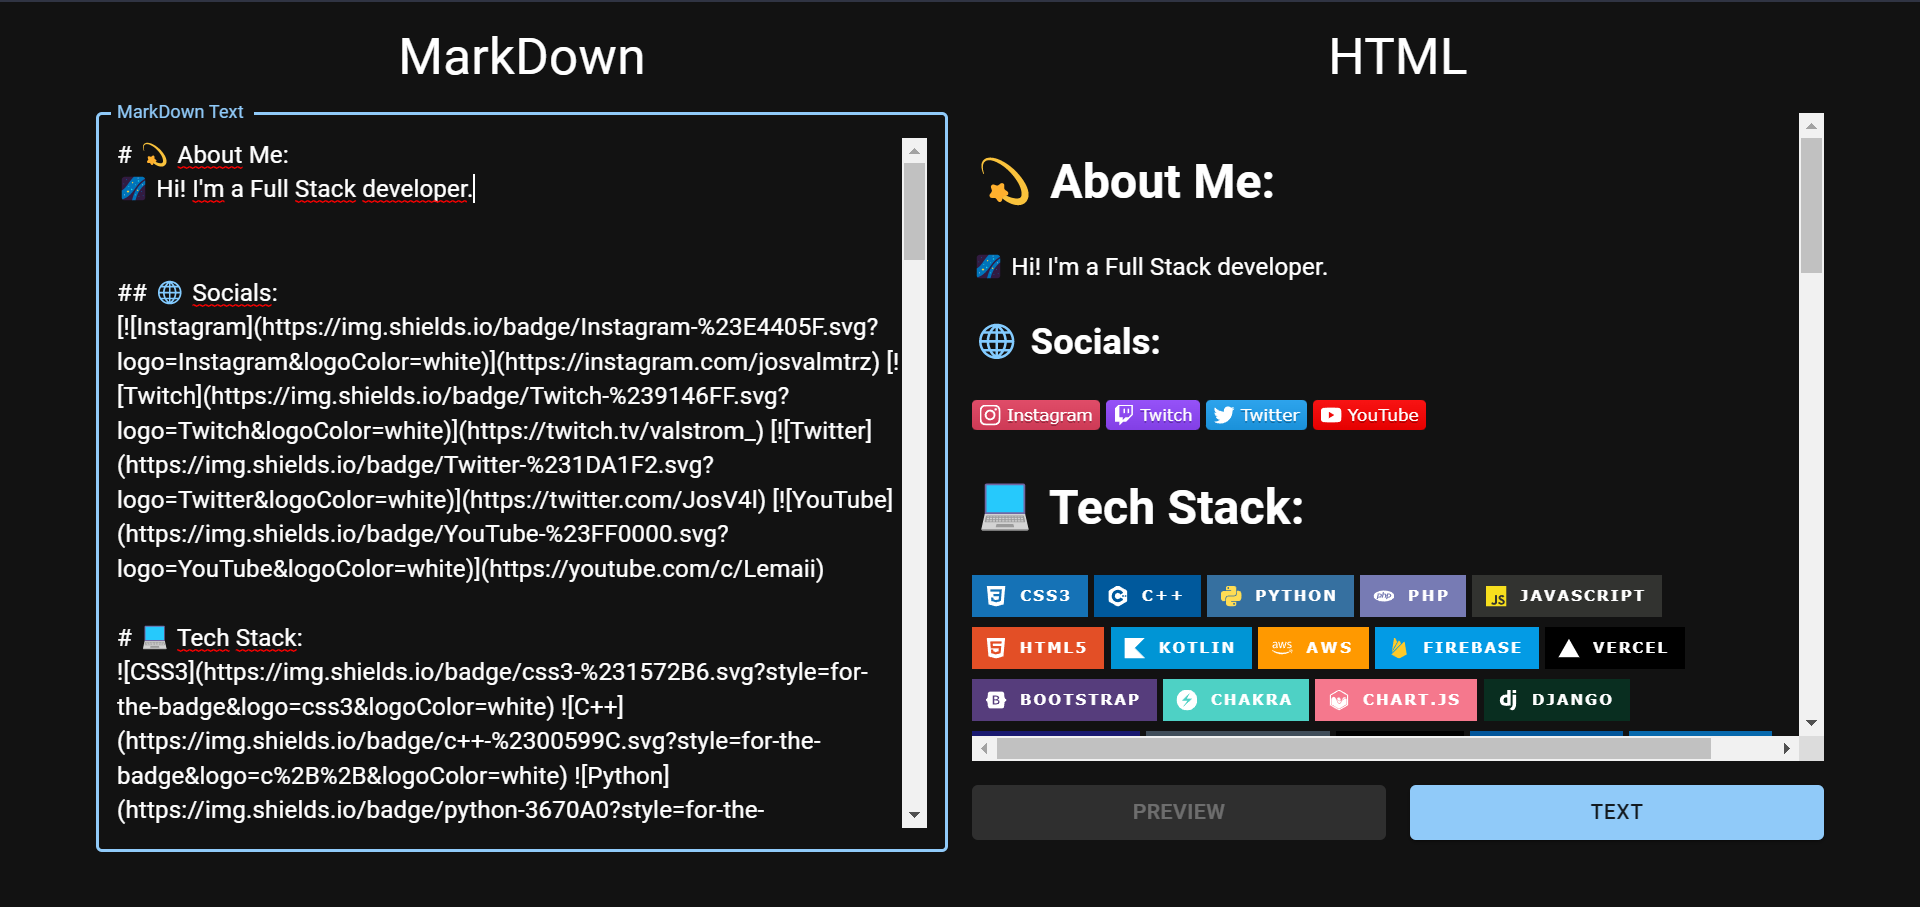 MarkDown
MarkDown Text
# 💫 About Me:
🌌 Hi! I'm a Full Stack developer.
## 🌐 Socials:
[![Instagram](https://img.shields.io/badge/Instagram-%23E4405F.svg?
logo=Instagram&logoColor=white)](https://instagram.com/josvalmtrz) [!
[Twitch](https://img.shields.io/badge/Twitch-%239146FF.svg?
logo=Twitch&logoColor=white)](https://twitch.tv/valstrom_) [![Twitter]
(https://img.shields.io/badge/Twitter-%231DA1F2.svg?
logo=Twitter&logoColor=white)](https://twitter.com/JosV4l) [![YouTube]
(https://img.shields.io/badge/YouTube-%23FF0000.svg?
logo=YouTube&logoColor=white)](https://youtube.com/c/Lemaii)
# 💻 Tech Stack:
![CSS3](https://img.shields.io/badge/css3-%231572B6.svg?style=for-
the-badge&logo=css3&logoColor=white) ![C++]
(https://img.shields.io/badge/c++-%2300599C.svg?style=for-the-
badge&logo=c%2B%2B&logoColor=white) ![Python]
(https://img.shields.io/badge/python-3670A0?style=for-the-
HTML
💫 About Me:
🌌 Hi! I'm a Full Stack developer.
🌐 Socials:
Instagram Twitch Twitter YouTube
💻 Tech Stack:
CSS3 C++ PYTHON php PHP JS JAVASCRIPT
HTML5 KOTLIN aws AWS FIREBASE VERCEL
B BOOTSTRAP CHAKRA CHART.JS dj DJANGO
PREVIEW TEXT